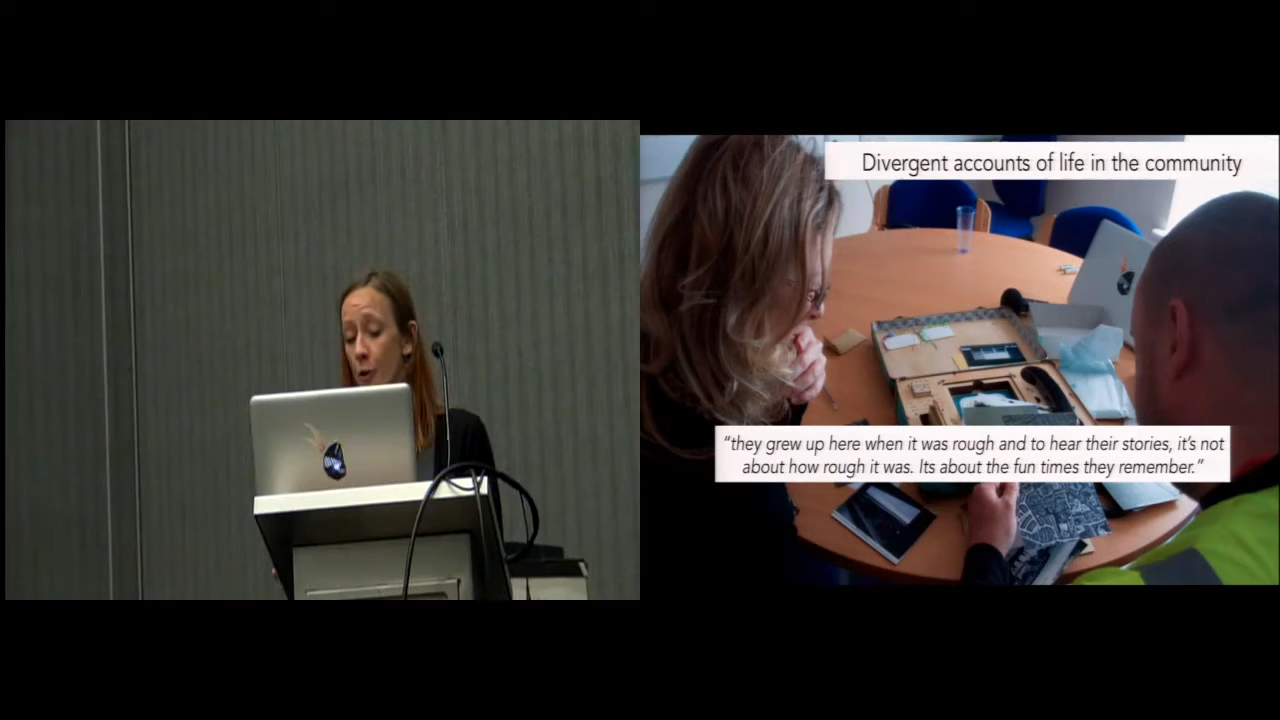 Divergent accounts of life in the community
“they grew up here when it was rough and to hear their stories, it’s not
about how rough it was. Its about the fun times they remember.”